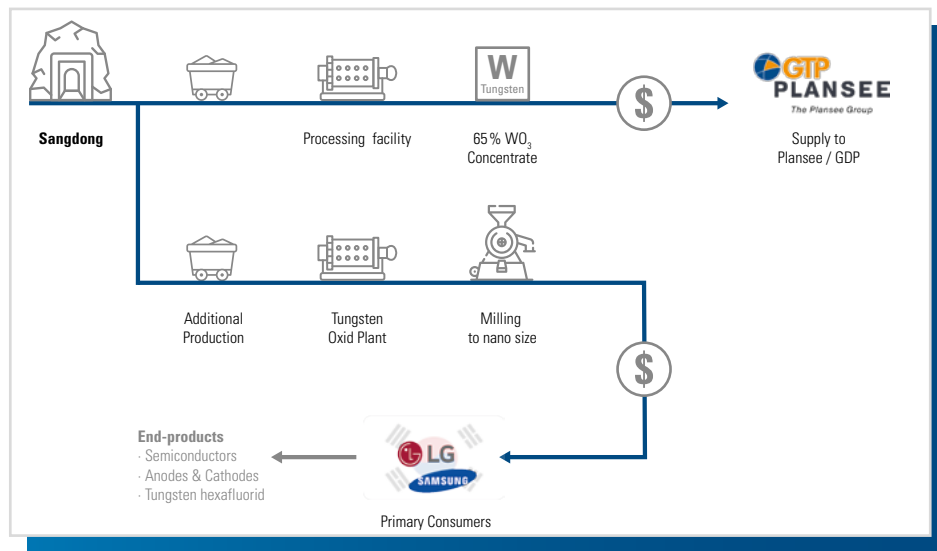 W
Tungsten
$
GTP
PLANSEE
The Plansee Group
Sangdong
Processing facility
65% WO₃
Concentrate
Supply to
Plansee / GDP
Additional
Production
Tungsten
Oxid Plant
Milling
to nano size
$
End-products
· Semiconductors
· Anodes & Cathodes
· Tungsten hexafluorid
LG
SAMSUNG
Primary Consumers